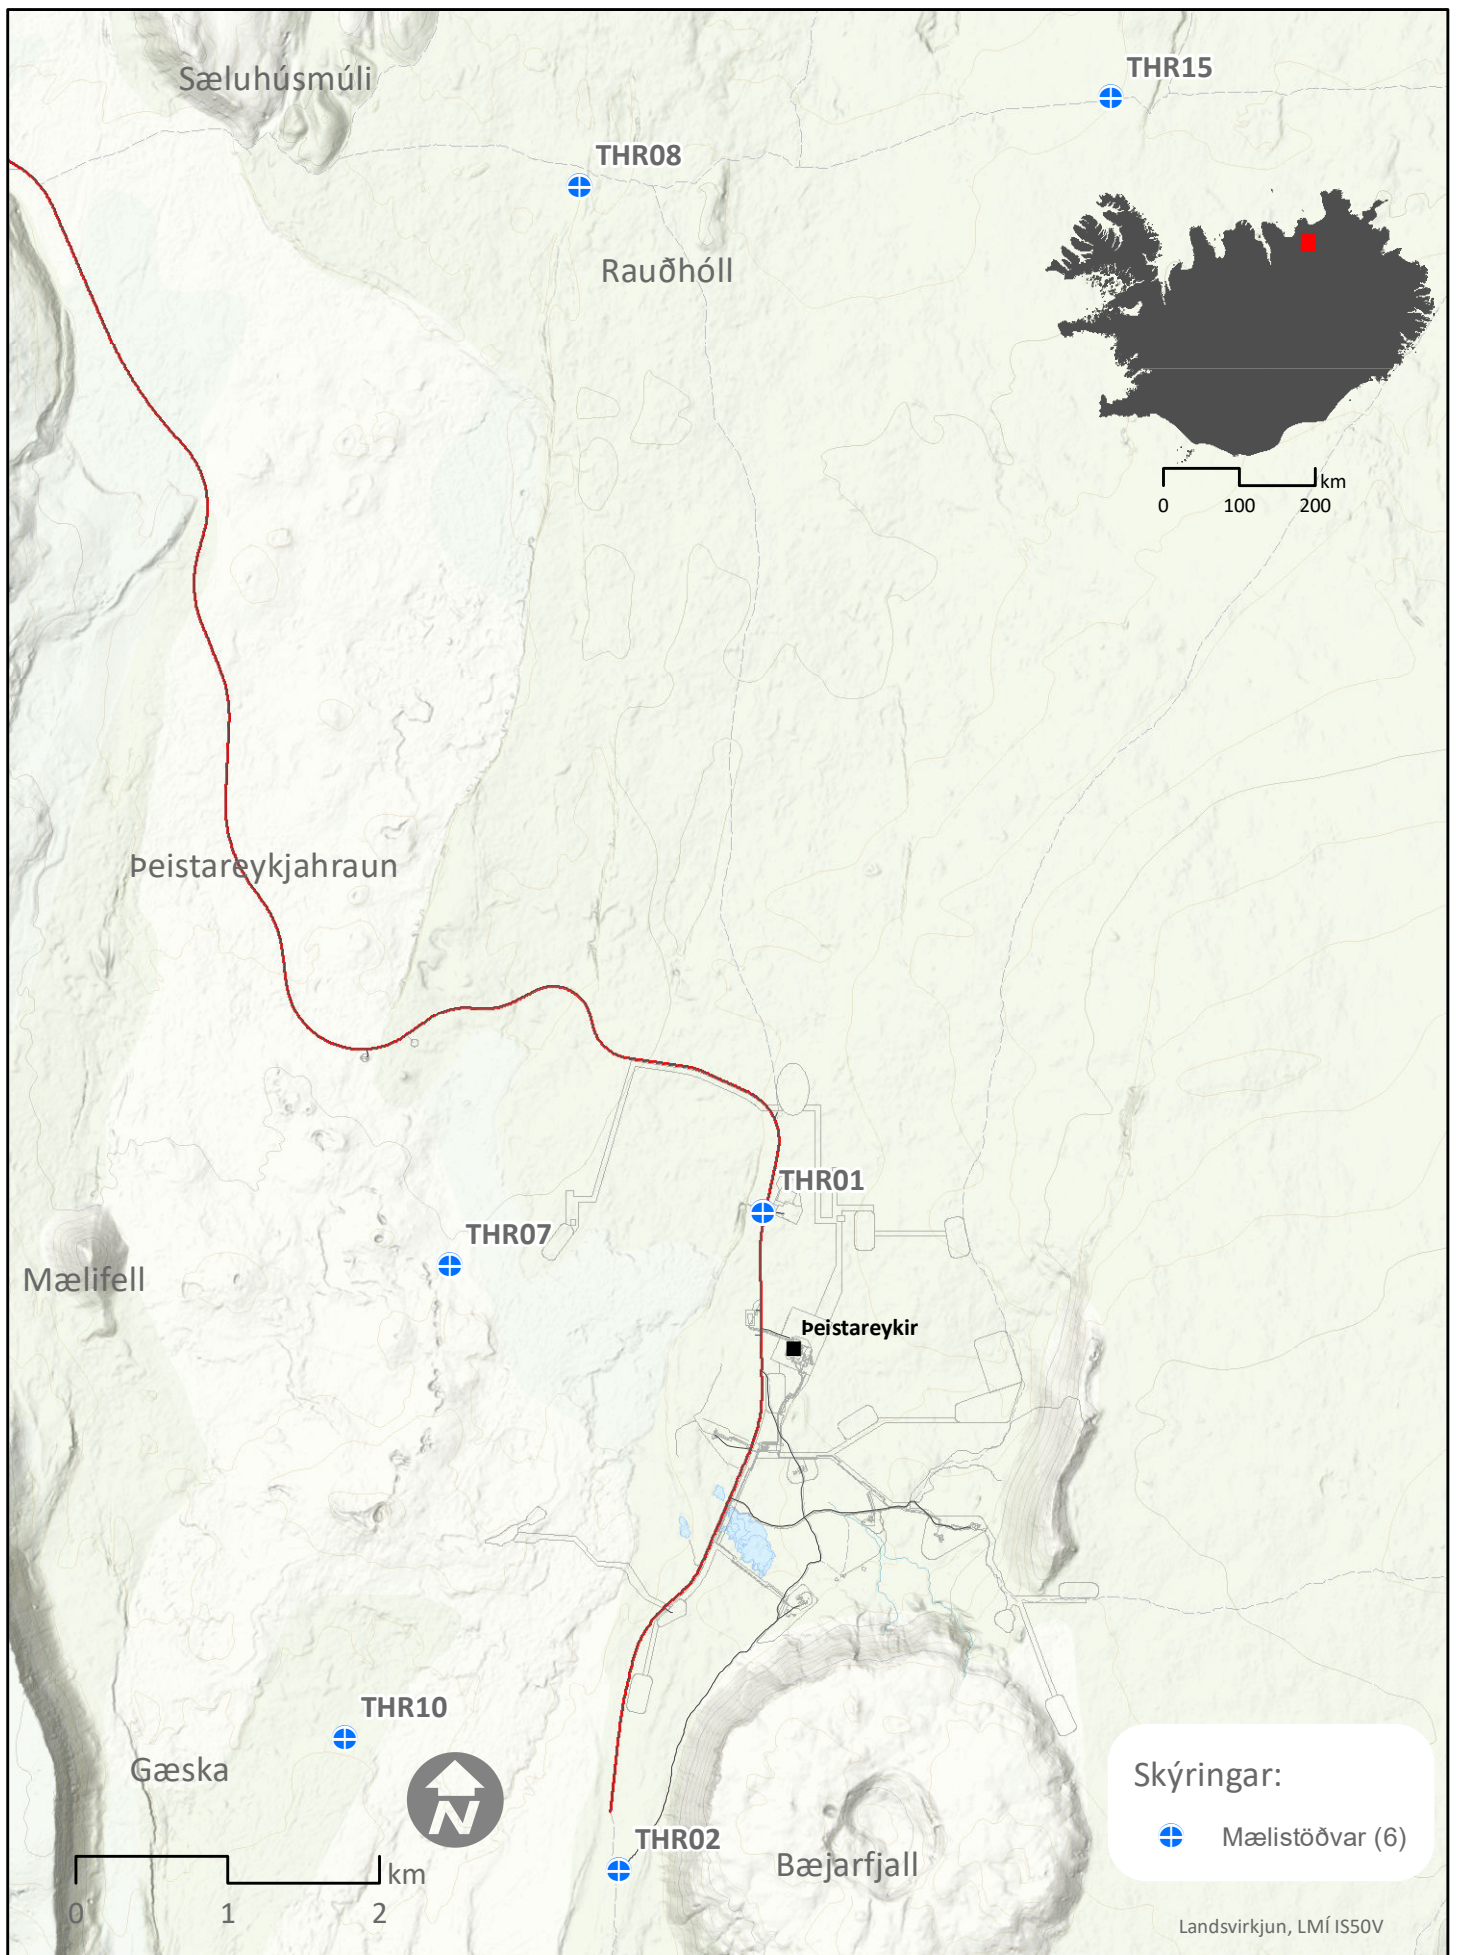 Sæluhúsmúli
THR15
THR08
Rauðhóll
km
0 100 200
Þeistareykjahraun
THR01
THR07
Mælifell
Þeistareykir
THR10
Gæska
N
Skýringar:
Mælistöðvar (6)
THR02
Bæjarfjall
km
0 1 2
Landsvirkjun, LMÍ IS50V